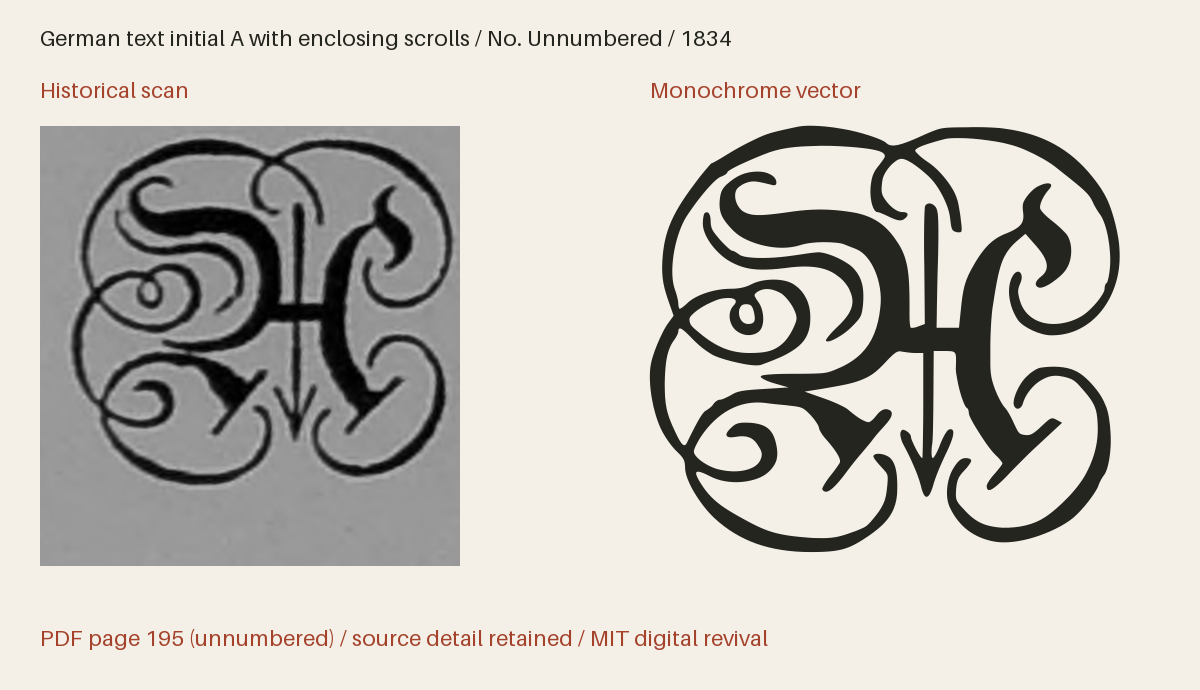 German text initial A with enclosing scrolls / No. Unnumbered / 1834
Historical scan
Monochrome vector
A
A
PDF page 195 (unnumbered) / source detail retained / MIT digital revival